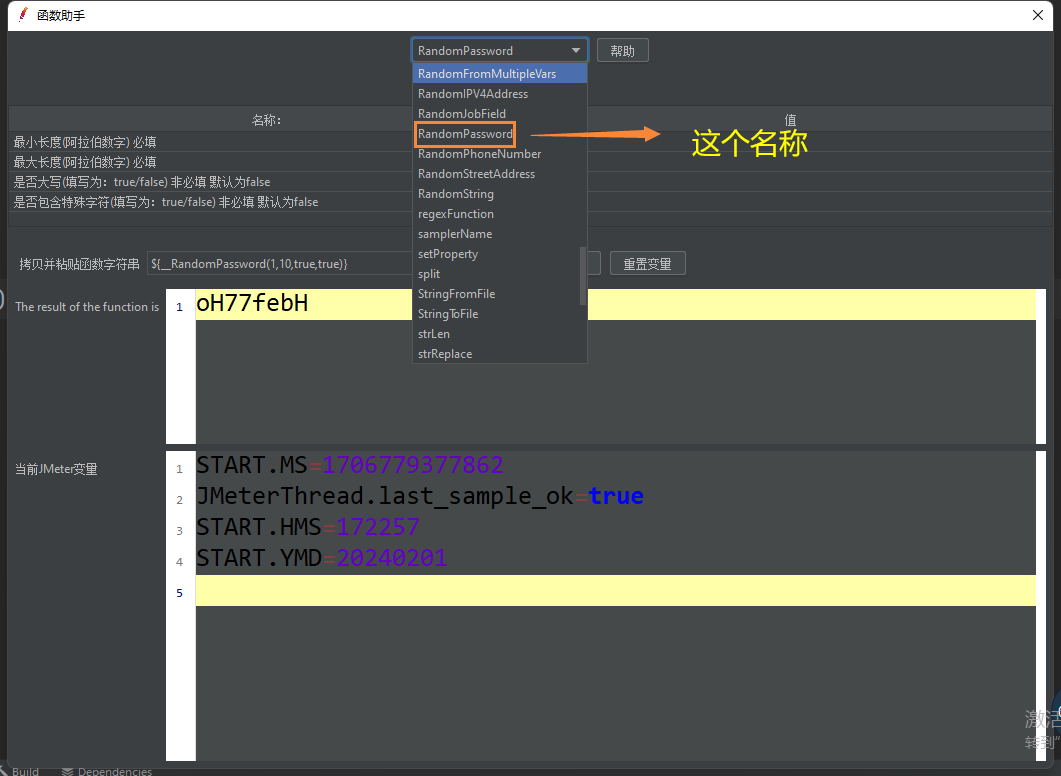 函数助手
RandomPassword
帮助
RandomFromMultipleVars
RandomIPV4Address
RandomJobField
RandomPassword
RandomPhoneNumber
RandomStreetAddress
RandomString
regexFunction
samplerName
setProperty
split
StringFromFile
StringToFile
strLen
strReplace
这个名称
名称:
值
最小长度(阿拉伯数字) 必填
最大长度(阿拉伯数字) 必填
是否大写(填写为：true/false) 非必填 默认为false
是否包含特殊字符(填写为：true/false) 非必填 默认为false
拷贝并粘贴函数字符串
${__RandomPassword(1,10,true,true)}
重置变量
The result of the function is
1 oH77febH
当前JMeter变量
1 START.MS=1706779377862
2 JMeterThread.last_sample_ok=true
3 START.HMS=172257
4 START.YMD=20240201
5
激活
转到"
Build
Dependencies